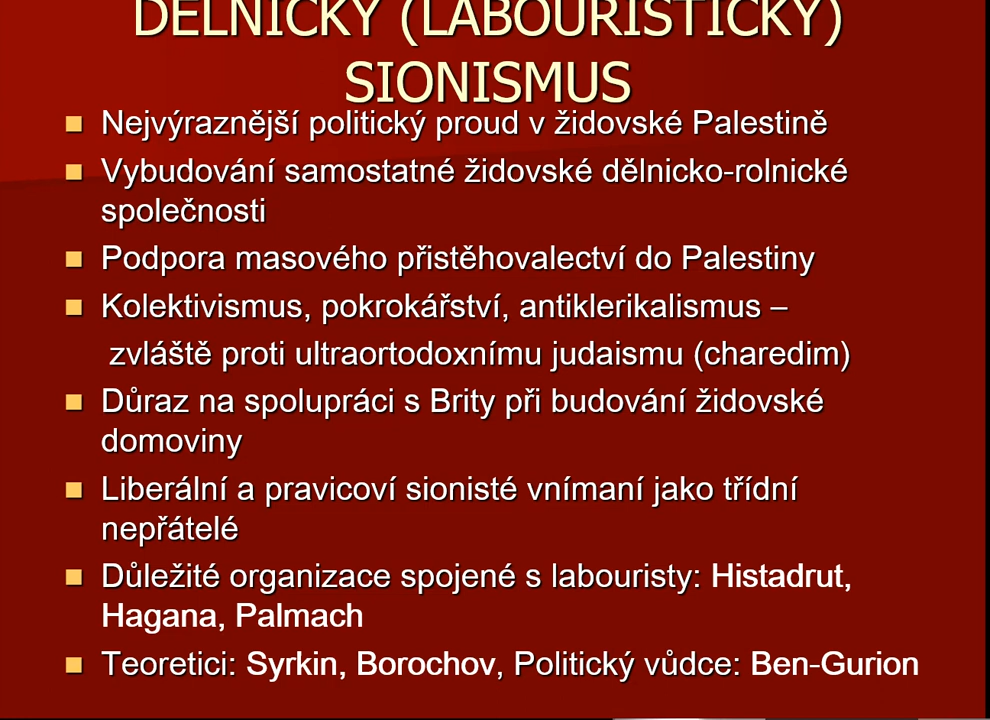 DĚLNICKÝ (LABOURISTICKÝ)
SIONISMUS
Nejvýraznější politický proud v židovské Palestině
Vybudování samostatné židovské dělnicko-rolnické
společnosti
Podpora masového přistěhovalectví do Palestiny
Kolektivismus, pokrokářství, antiklerikalismus –
zvláště proti ultraortodoxnímu judaismu (charedim)
Důraz na spolupráci s Brity při budování židovské
domoviny
Liberální a pravicoví sionisté vnímaní jako třídní
nepřátelé
Důležité organizace spojené s labouristy: Histadrut,
Hagana, Palmach
Teoretici: Syrkin, Borochov, Politický vůdce: Ben-Gurion